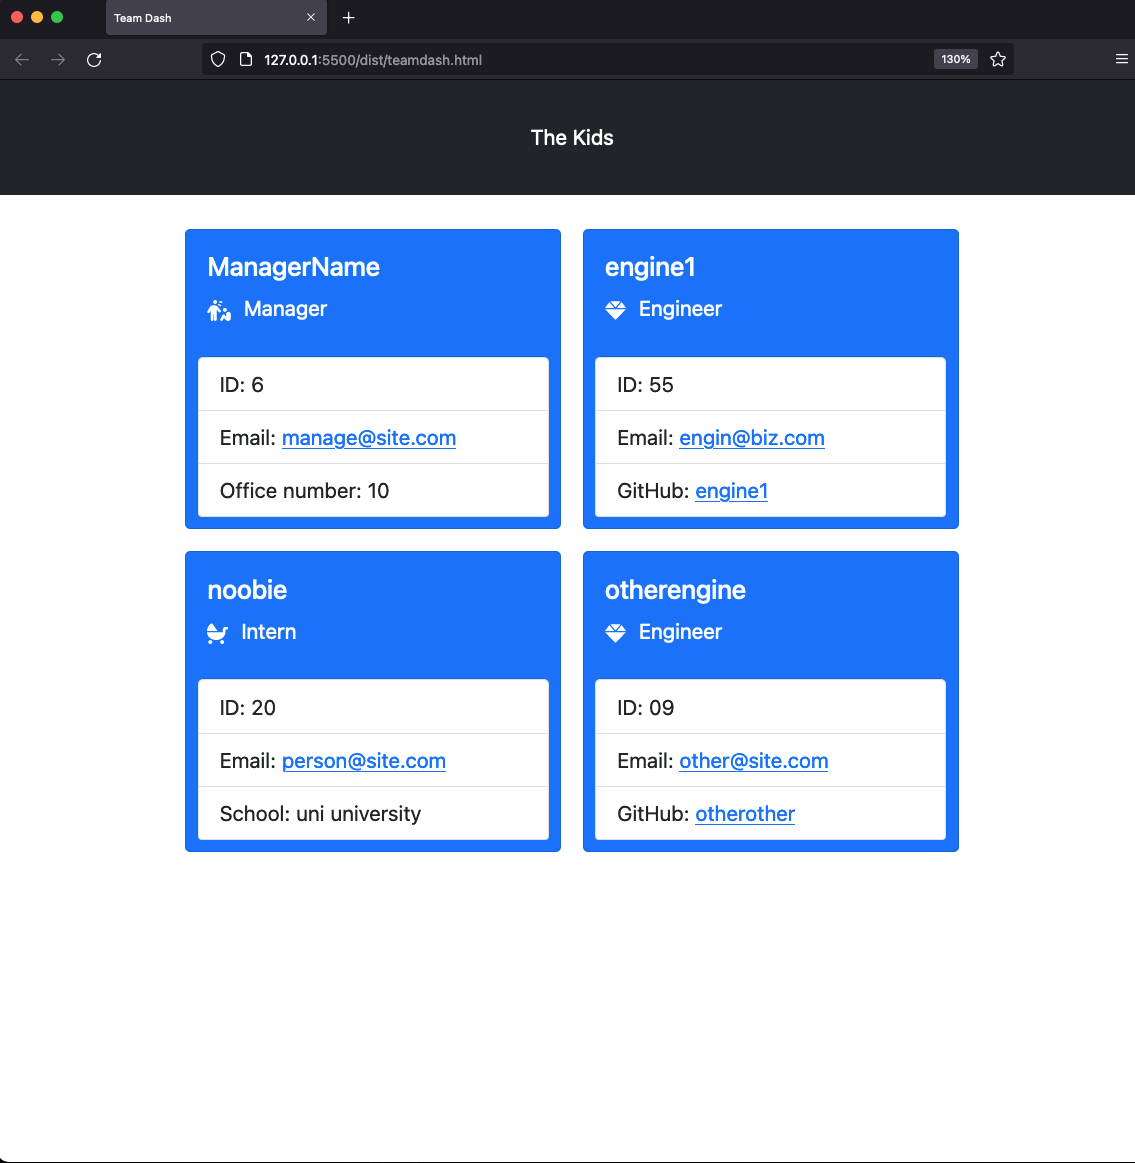 Team Dash
127.0.0.1:5500/dist/teamdash.html
130%
The Kids
ManagerName
Manager
ID: 6
Email: manage@site.com
Office number: 10
engine1
Engineer
ID: 55
Email: engin@biz.com
GitHub: engine1
noobie
Intern
ID: 20
Email: person@site.com
School: uni university
otherengine
Engineer
ID: 09
Email: other@site.com
GitHub: otherother